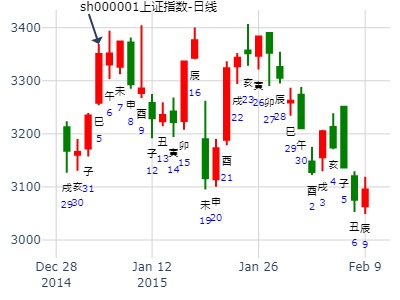 sh000001上证指数-日线
3400
3300
3200
3100
3000
戌 29
亥 30
子 31
巳 5
午 6
未 7
申 8
酉 9
子 12
丑 13
寅 14
卯 15
辰 16
未 19
申 20
酉 21
戌 22
亥 23
寅 26
卯 27
辰 28
巳 29
午 30
酉 2
戌 3
亥 4
子 5
丑 6
辰 9
Dec 28 Jan 12 Jan 26 Feb 9
2014 2015